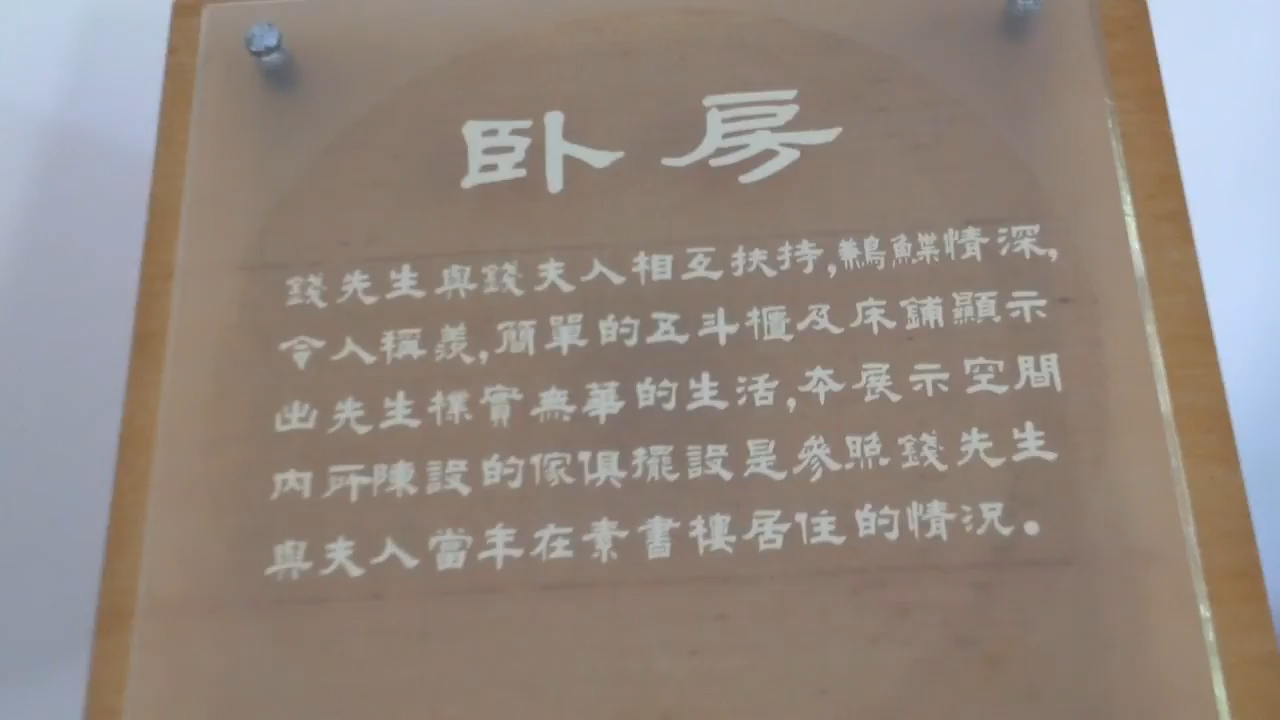 卧房
錢先生與錢夫人相互扶持,鶼鰈情深,
令人稱羨,簡單的五斗櫃及床鋪顯示
出先生樸實無華的生活,本展示空間
內所陳設的傢俱擺設是參照錢先生
與夫人當年在素書樓居住的情況。